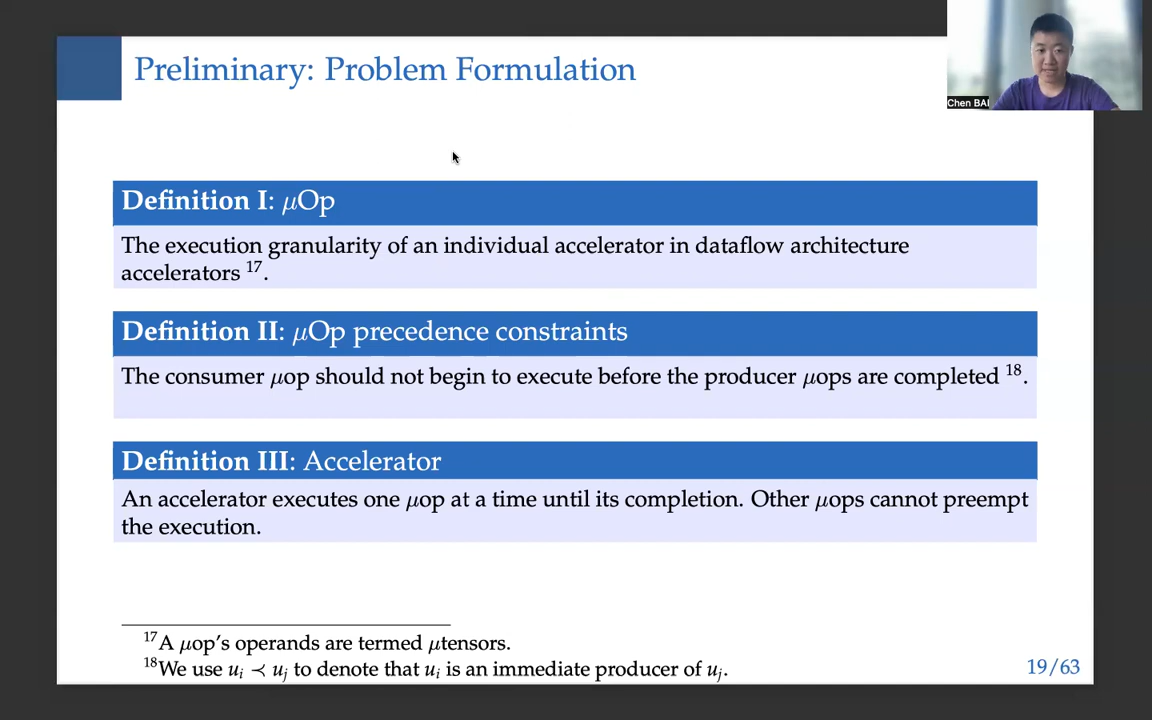 Preliminary: Problem Formulation
Chen BAI
Definition I: μOp
The execution granularity of an individual accelerator in dataflow architecture
accelerators 17.
Definition II: μOp precedence constraints
The consumer μop should not begin to execute before the producer μops are completed 18.
Definition III: Accelerator
An accelerator executes one μop at a time until its completion. Other μops cannot preempt
the execution.
17A μop's operands are termed μtensors.
18We use ui ≺ uj to denote that ui is an immediate producer of uj.
19/63